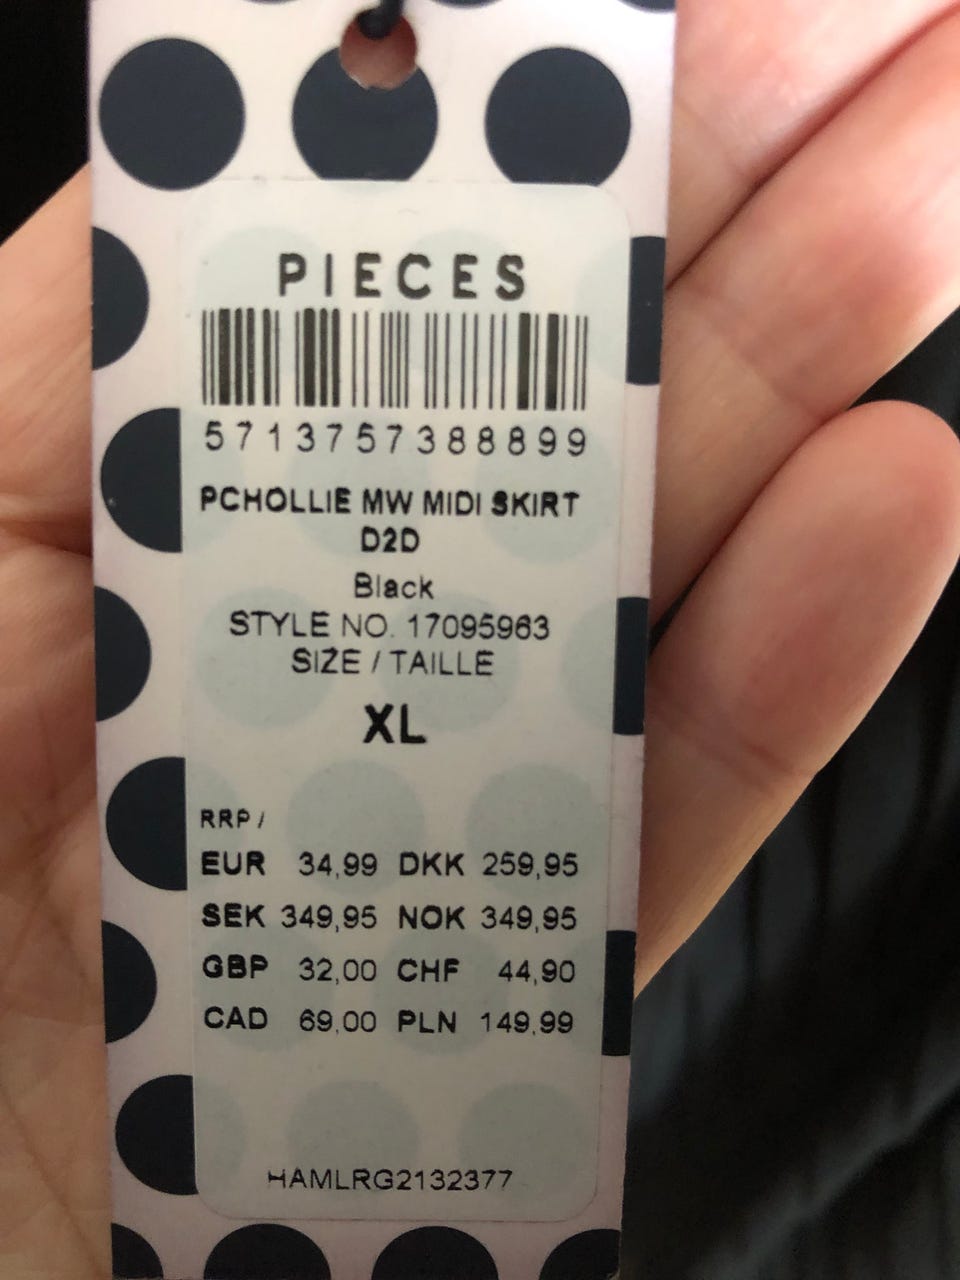 PIECES
5713757388899
PCHOLLIE MW MIDI SKIRT
D2D
Black
STYLE NO. 17095963
SIZE / TAILLE
XL
RRP /
EUR 34,99 DKK 259,95
SEK 349,95 NOK 349,95
GBP 32,00 CHF 44,90
CAD 69,00 PLN 149,99
HAMLRG2132377